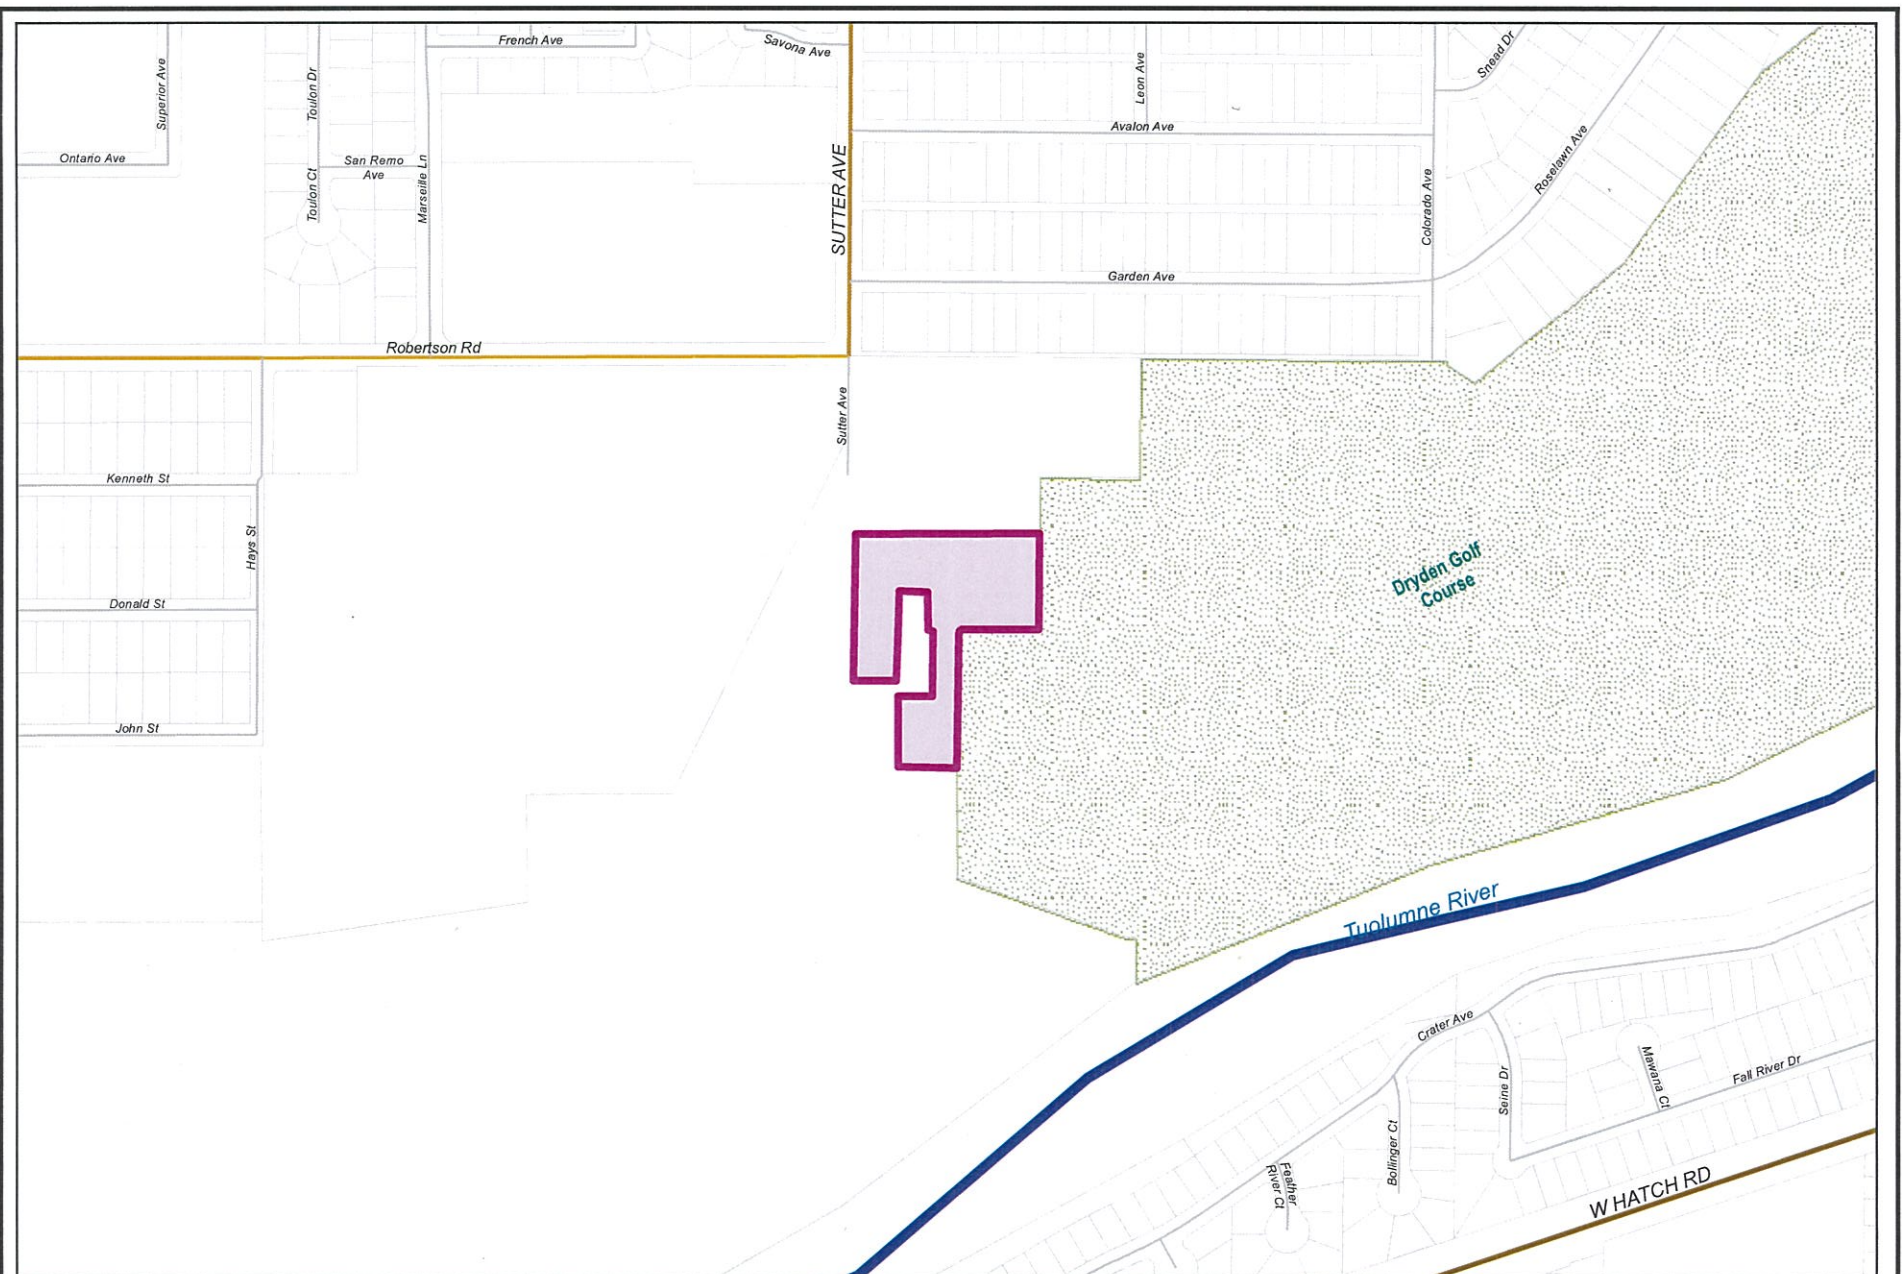 French Ave
Savona Ave
Snead Dr
Superior Ave
Toulon Dr
Leon Ave
Avalon Ave
Ontario Ave
San Remo
Ave
Toulon Ct
Marseille Ln
SUTTER AVE
Roselawn Ave
Colorado Ave
Garden Ave
Robertson Rd
Sutter Ave
Kenneth St
Hays St
Dryden Golf
Course
Donald St
John St
Tuolumne River
Crater Ave
Seine Dr
Mawana Ct
Fall River Dr
Bollinger Ct
Feather
River Ct
W HATCH RD